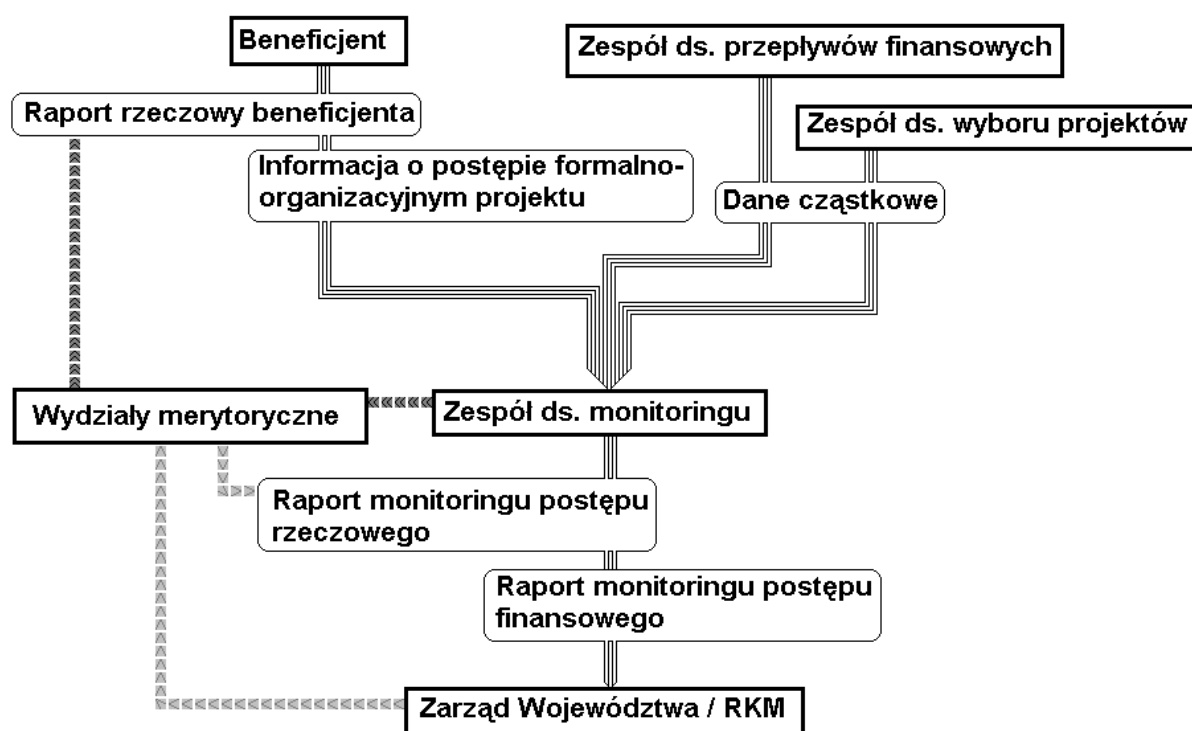 Beneficjent
Zespół ds. przepływów finansowych
Raport rzeczowy beneficjenta
Zespół ds. wyboru projektów
Informacja o postępie formalno-
organizacyjnym projektu
Dane cząstkowe
Wydziały merytoryczne
Zespół ds. monitoringu
Raport monitoringu postępu
rzeczowego
Raport monitoringu postępu
finansowego
Zarząd Województwa / RKM